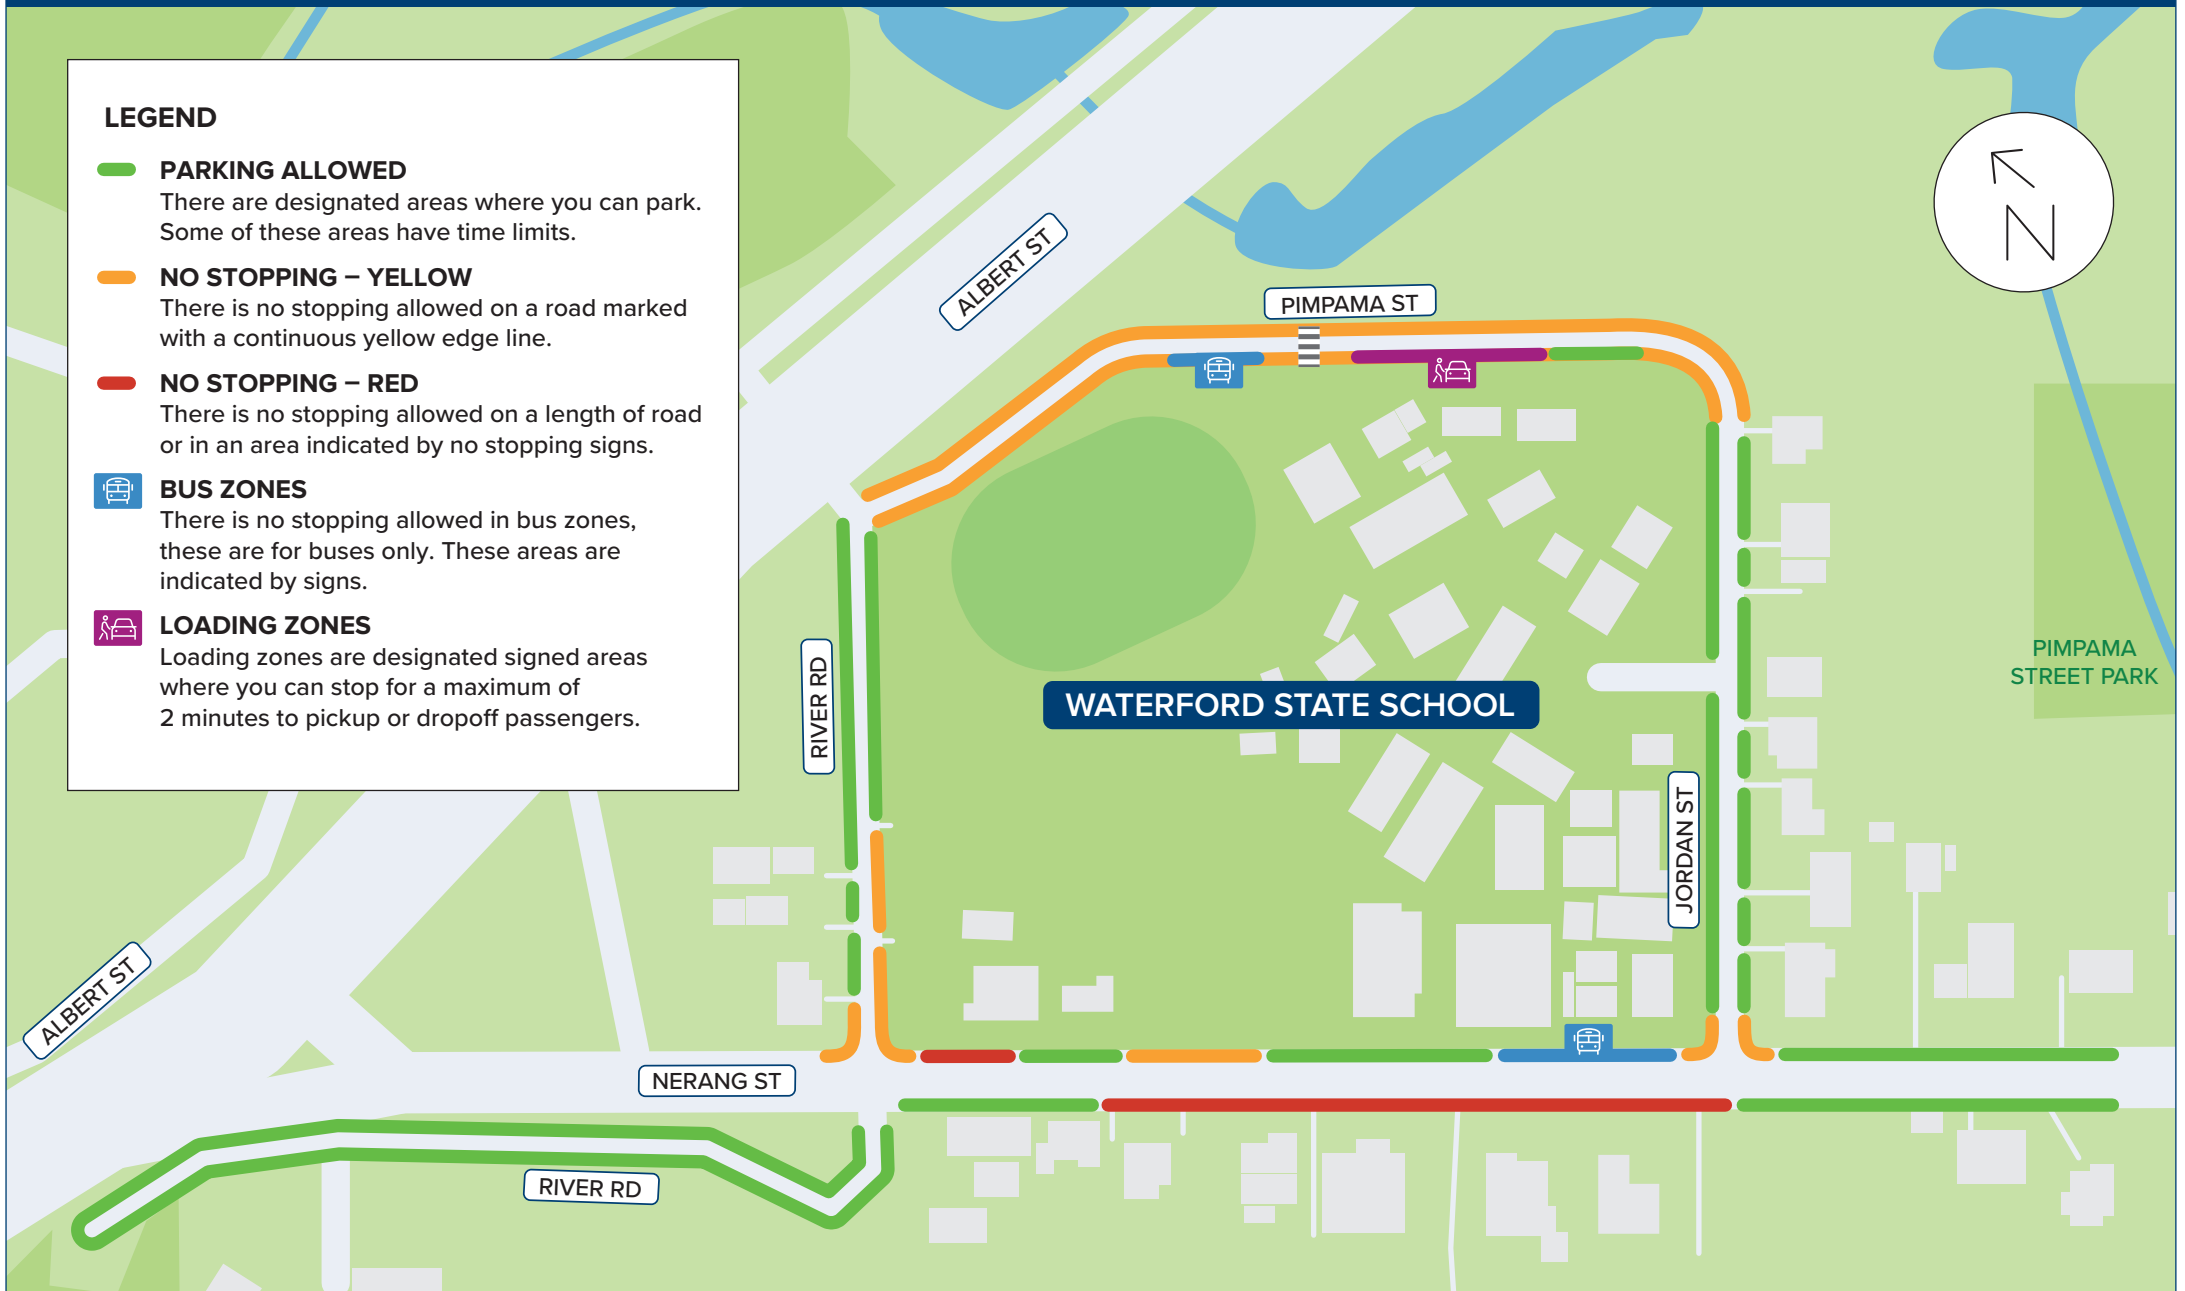 LEGEND
PARKING ALLOWED
There are designated areas where you can park.
Some of these areas have time limits.
NO STOPPING – YELLOW
There is no stopping allowed on a road marked
with a continuous yellow edge line.
NO STOPPING – RED
There is no stopping allowed on a length of road
or in an area indicated by no stopping signs.
BUS ZONES
There is no stopping allowed in bus zones,
these are for buses only. These areas are
indicated by signs.
LOADING ZONES
Loading zones are designated signed areas
where you can stop for a maximum of
2 minutes to pickup or dropoff passengers.
N
ALBERT ST
PIMPAMA ST
RIVER RD
WATERFORD STATE SCHOOL
PIMPAMA
STREET PARK
JORDAN ST
ALBERT ST
NERANG ST
RIVER RD